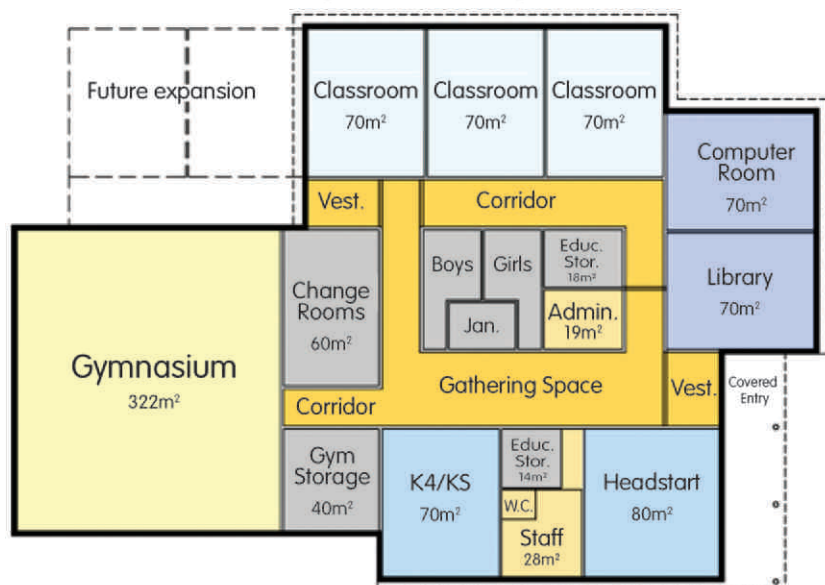 Future expansion
Classroom
70m²
Classroom
70m²
Classroom
70m²
Computer
Room
70m²
Vest.
Corridor
Boys
Girls
Educ.
Stor.
18m²
Library
70m²
Change
Rooms
60m²
Jan.
Admin.
19m²
Gymnasium
322m²
Gathering Space
Vest.
Covered
Entry
Corridor
Gym
Storage
40m²
K4/KS
70m²
Educ.
Stor.
14m²
W.C.
Staff
28m²
Headstart
80m²